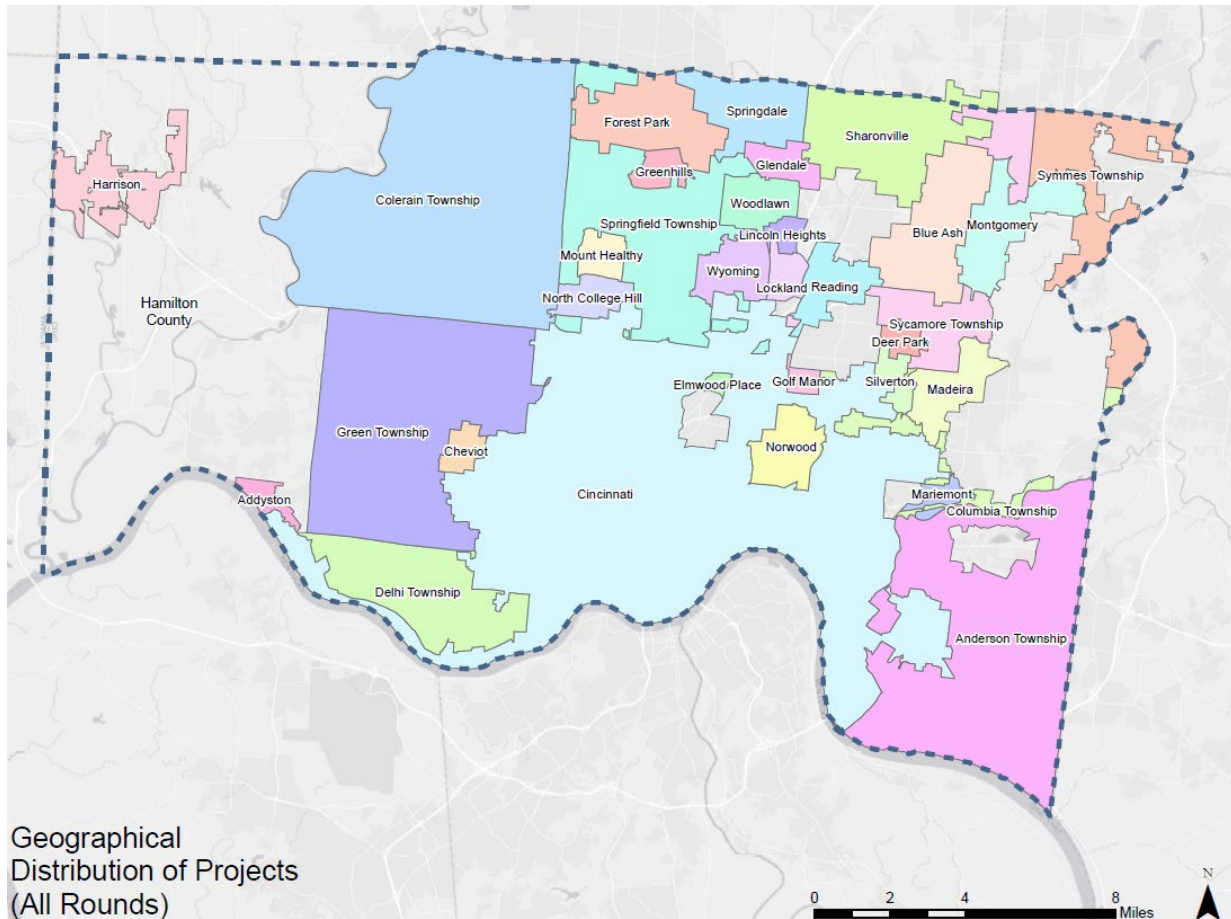 Springdale
Forest Park
Sharonville
Glendale
Greenhills
Symmes Township
Harrison
Colerain Township
Woodlawn
Springfield Township
Montgomery
Blue Ash
Lincoln Heights
Mount Healthy
Wyoming
Lockland
Reading
North College Hill
Hamilton
County
Sycamore Township
Deer Park
Elmwood Place
Golf Manor
Silverton
Madeira
Green Township
Cheviot
Norwood
Cincinnati
Mariemont
Addyston
Columbia Township
Delhi Township
Anderson Township
Geographical
Distribution of Projects
(All Rounds)
0 2 4 8
Miles
N